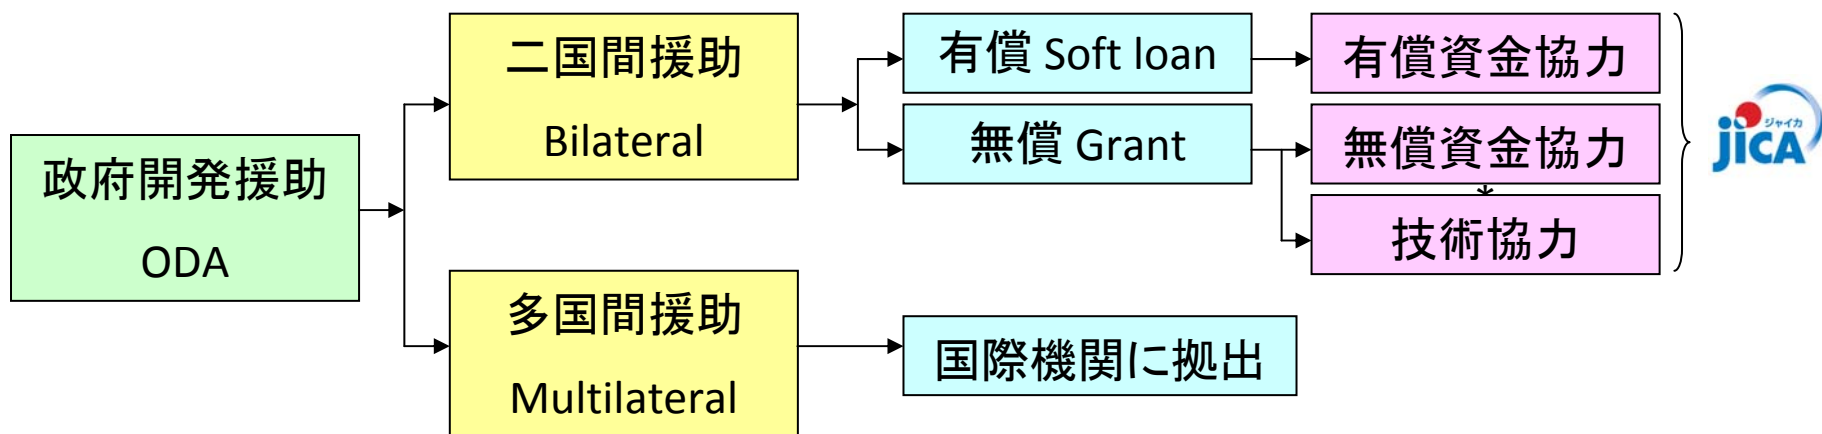 政府開発援助
ODA
二国間援助
Bilateral
多国間援助
Multilateral
有償 Soft loan
無償 Grant
国際機関に拠出
有償資金協力
無償資金協力
*
技術協力
ジャイカ
jICA